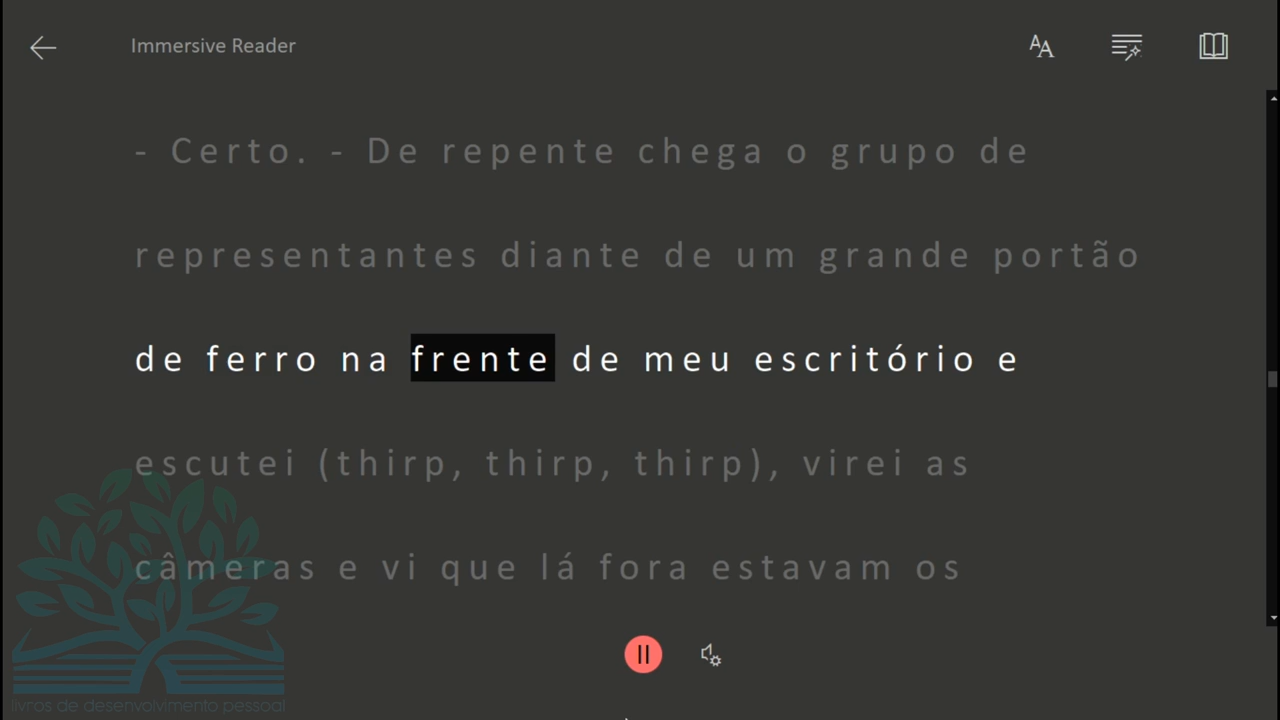 Immersive Reader
- Certo. - De repente chega o grupo de
representantes diante de um grande portão
de ferro na frente de meu escritório e
escutei (thirp, thirp, thirp), virei as
câmeras e vi que lá fora estavam os
livros de desenvolvimento pessoal